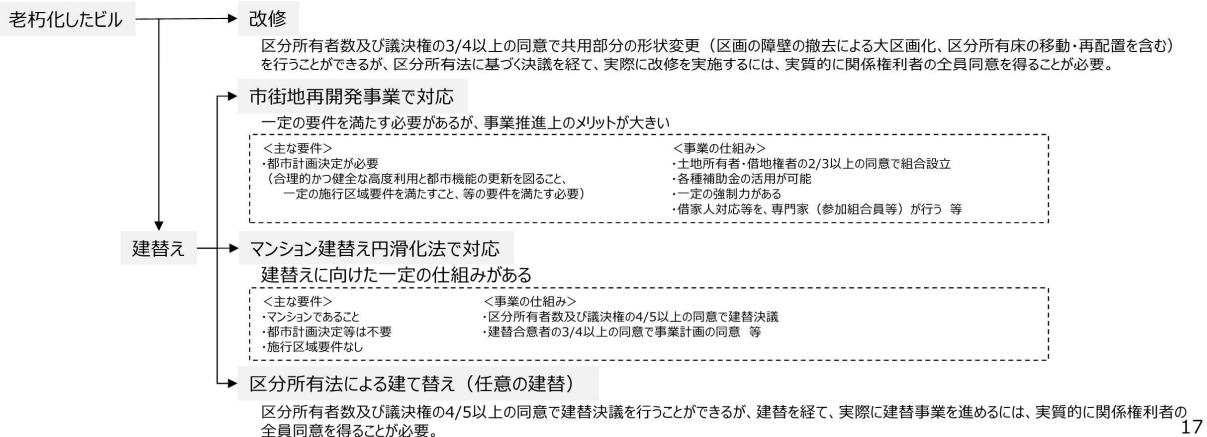 老朽化したビル
改修
区分所有者数及び議決権の3/4以上の同意で共用部分の形状変更（区画の障壁の撤去による大区画化、区分所有床の移動・再配置を含む）
を行うことができるが、区分所有法に基づく決議を経て、実際に改修を実施するには、実質的に関係権利者の全員同意を得ることが必要。
市街地再開発事業で対応
一定の要件を満たす必要があるが、事業推進上のメリットが大きい
＜主な要件＞
・都市計画決定が必要
（合理的かつ健全な高度利用と都市機能の更新を図ること、
一定の施行区域要件を満たすこと、等の要件を満たす必要）
＜事業の仕組み＞
・土地所有者・借地権者の2/3以上の同意で組合設立
・各種補助金の活用が可能
・一定の強制力がある
・借家人対応等を、専門家（参加組合員等）が行う 等
建替え
マンション建替え円滑化法で対応
建替えに向けた一定の仕組みがある
＜主な要件＞
・マンションであること
・都市計画決定等は不要
・施行区域要件なし
＜事業の仕組み＞
・区分所有者数及び議決権の4/5以上の同意で建替決議
・建替合意者の3/4以上の同意で事業計画の同意 等
区分所有法による建て替え（任意の建替）
区分所有者数及び議決権の4/5以上の同意で建替決議を行うことができるが、建替を経て、実際に建替事業を進めるには、実質的に関係権利者の
全員同意を得ることが必要。
17